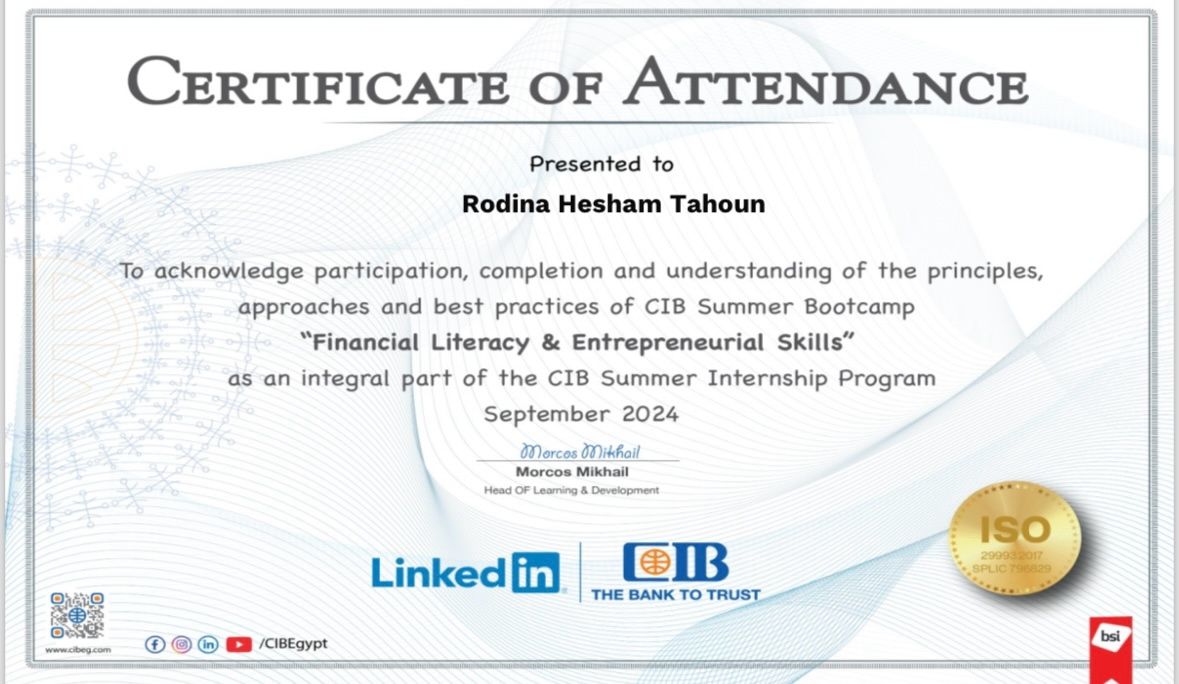 CERTIFICATE OF ATTENDANCE
Presented to
Rodina Hesham Tahoun
To acknowledge participation, completion and understanding of the principles,
approaches and best practices of CIB Summer Bootcamp
“Financial Literacy & Entrepreneurial Skills”
as an integral part of the CIB Summer Internship Program
September 2024
Morcos Mikhail
Morcos Mikhail
Head OF Learning & Development
LinkedIn
CIB
THE BANK TO TRUST
ISO
29993:2017
SPLIC 796829
www.cibeg.com
/CIBEgypt
bsi